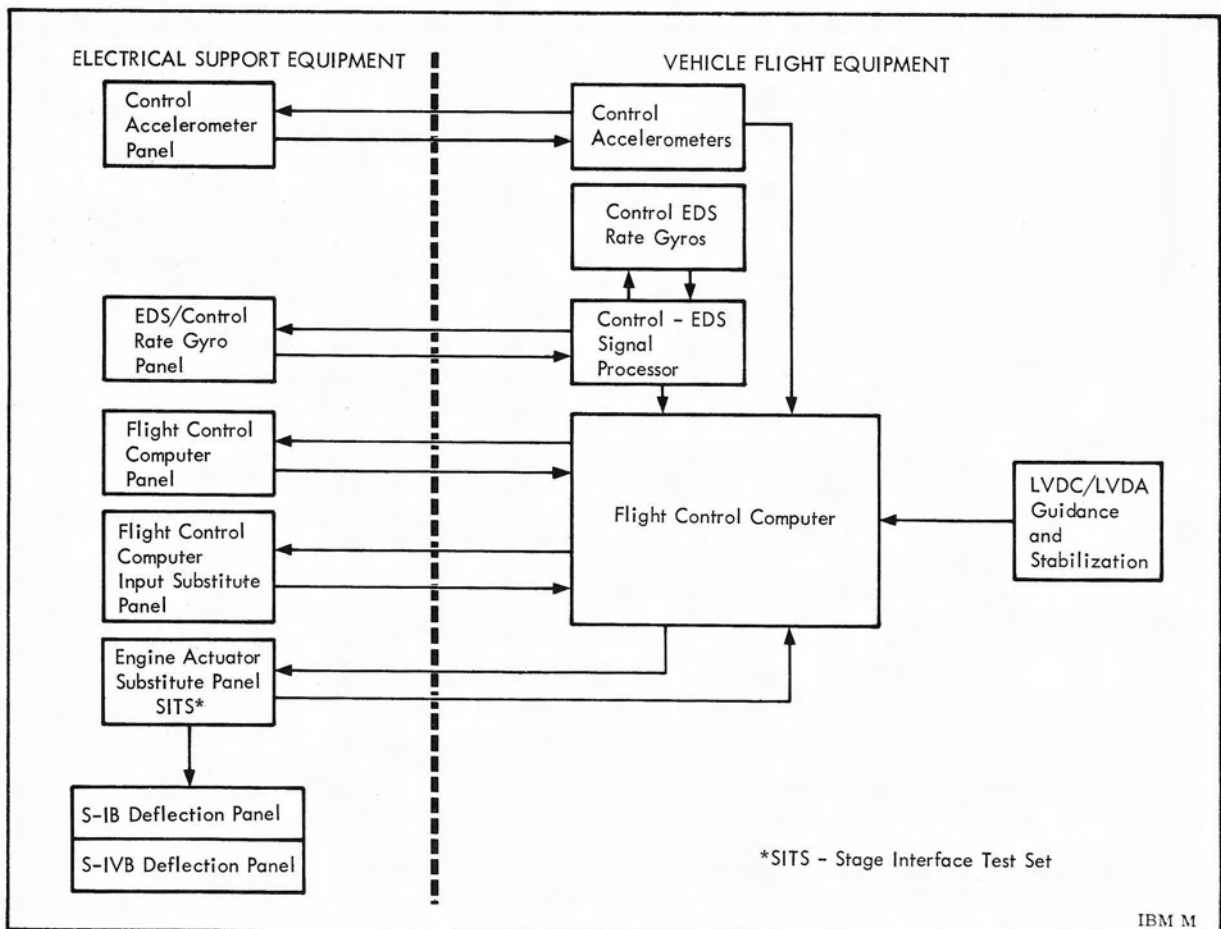 ELECTRICAL SUPPORT EQUIPMENT
VEHICLE FLIGHT EQUIPMENT
Control
Accelerometer
Panel
Control
Accelerometers
Control EDS
Rate Gyros
EDS/Control
Rate Gyro
Panel
Control - EDS
Signal
Processor
Flight Control
Computer
Panel
Flight Control Computer
LVDC/LVDA
Guidance
and
Stabilization
Flight Control
Computer
Input Substitute
Panel
Engine Actuator
Substitute Panel
SITS*
S-IB Deflection Panel
S-IVB Deflection Panel
*SITS - Stage Interface Test Set
IBM M